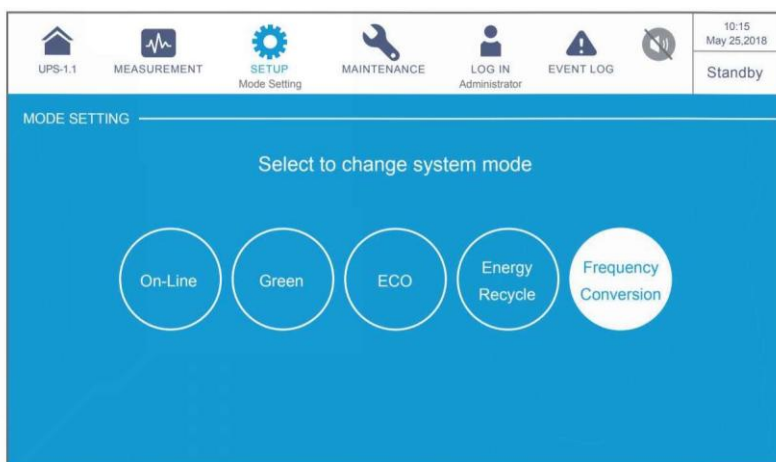 10:15
May 25,2018
UPS-1.1
MEASUREMENT
SETUP
Mode Setting
MAINTENANCE
LOG IN
Administrator
EVENT LOG
Standby
MODE SETTING
Select to change system mode
On-Line
Green
ECO
Energy
Recycle
Frequency
Conversion